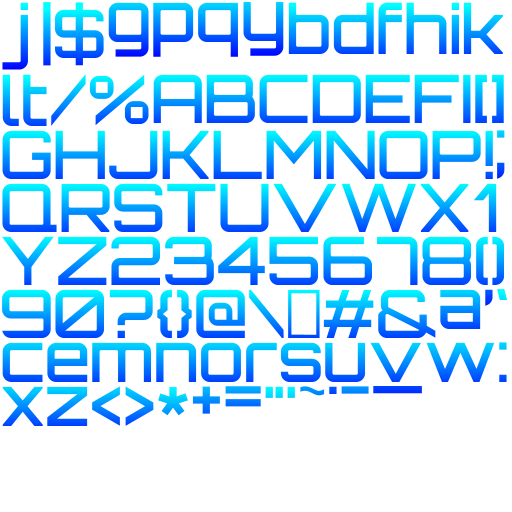 j|$gpqybdfhik
lt/%ABCDEFI[]
GHJKLMNOP!;
QRSTUVWX1
YZ2345678()
90?{}@\□#&a,`
cemnorsuvw:
xz<>*+="'~.-_